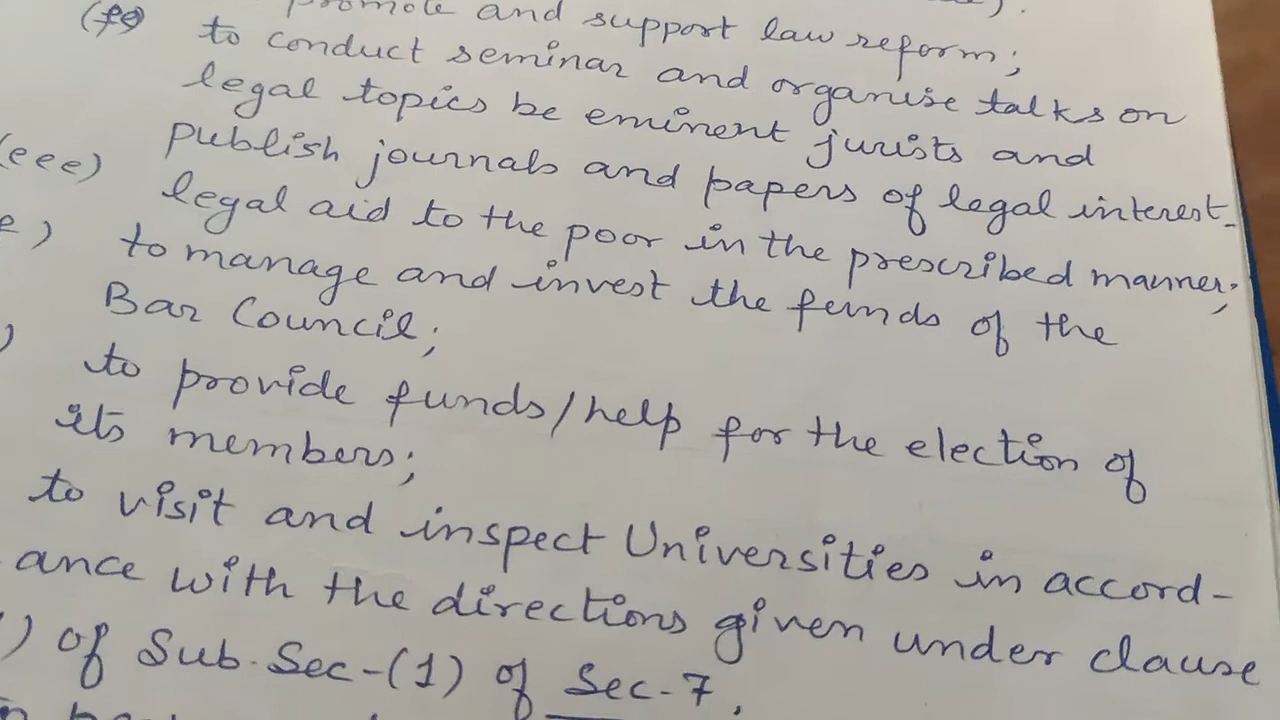 promote and support law reform;
to conduct seminar and organise talks on
legal topics be eminent jurists and
publish journals and papers of legal interest
(eee) legal aid to the poor in the prescribed manner;
e) to manage and invest the funds of the
Bar Council;
) to provide funds/help for the election of
its members;
to visit and inspect Universities in accord-
ance with the directions given under clause
) of Sub-Sec-(1) of Sec-7.